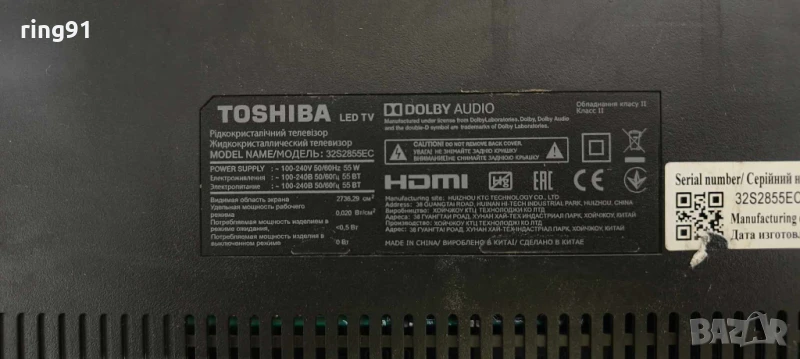 ring91
TOSHIBA LED TV
Рідкокристалічний телевізор
Жидкокристаллический телевизор
MODEL NAME/МОДЕЛЬ: 32S2855EC
POWER SUPPLY : ~ 100-240V 50/60Hz 55 W
Електроживлення : ~ 100-240В 50/60Гц 55 ВТ
Электропитание : ~ 100-240В 50/60Гц 55 ВТ
Видимая область экрана 2736,29 см²
Удельная мощность рабочего режима 0,020 Вт/см²
Потребляемая мощность изделием в режиме ожидания, <0,5 Вт
Потребляемая мощность изделия в выключенном режиме 0 Вт
DOLBY AUDIO
Manufactured under license from Dolby Laboratories. Dolby, Dolby Audio
and the double-D symbol are trademarks of Dolby Laboratories.
Обладнання класу II
Класс II
CAUTION! DO NOT REMOVE BACK COVER
УВАГА! НЕ ЗНІМАТИ ЗАДНЮ КРИШКУ
ВНИМАНИЕ! НЕ СНИМАТЬ ЗАДНЮЮ КРЫШКУ
HDMI
EAC
CE
Manufacturing site: HUIZHOU KTC TECHNOLOGY CO., LTD
Address: 38 GUANGTAN ROAD, HUNAN HI-TECH INDUSTRIAL PARK, HUIZHOU, CHINA
MADE IN CHINA/ ВИРОБЛЕНО В КИТАЇ/ СДЕЛАНО В КИТАЕ
Serial number/ Серійний н
32S2855EC
Manufacturing
Дата изготов
BAZAR